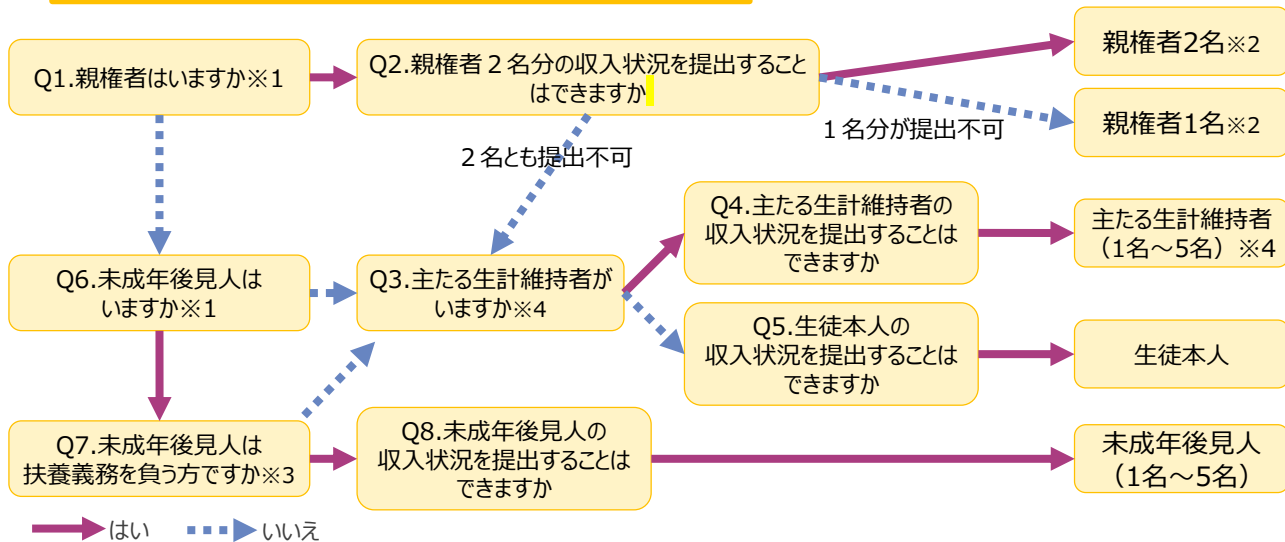 Q1.親権者はいますか※1
Q2.親権者２名分の収入状況を提出すること
はできますか
親権者2名※2
親権者1名※2
１名分が提出不可
２名とも提出不可
Q4.主たる生計維持者の
収入状況を提出することは
できますか
主たる生計維持者
（1名～5名）※4
Q6.未成年後見人は
いますか※1
Q3.主たる生計維持者が
いますか※4
Q5.生徒本人の
収入状況を提出することは
できますか
生徒本人
Q7.未成年後見人は
扶養義務を負う方ですか※3
Q8.未成年後見人の
収入状況を提出することは
できますか
未成年後見人
（1名～5名）
はい
いいえ